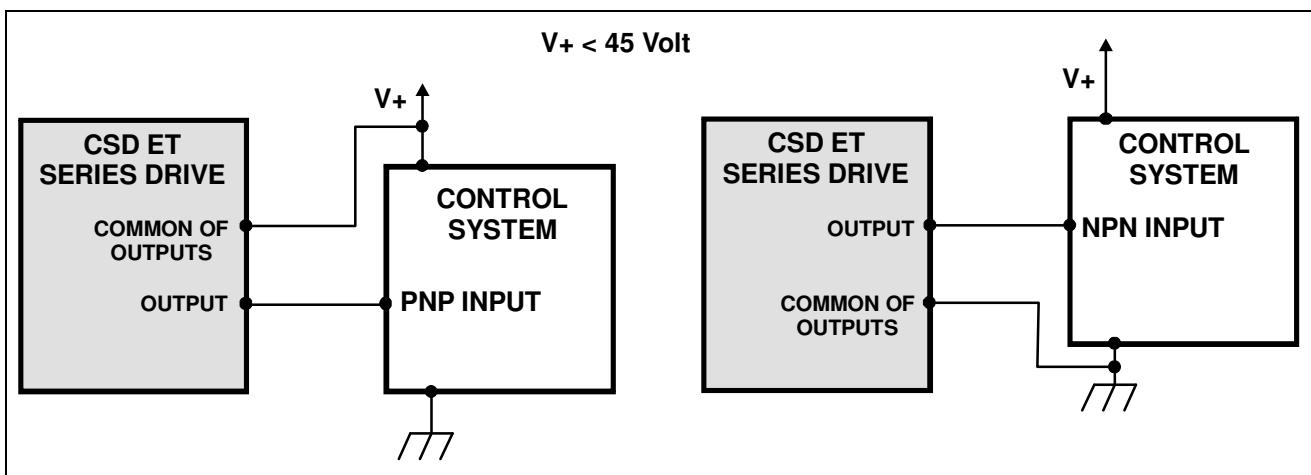 V+ < 45 Volt
V+
CSD ET
SERIES DRIVE
COMMON OF
OUTPUTS
OUTPUT
CONTROL
SYSTEM
PNP INPUT
V+
CSD ET
SERIES DRIVE
OUTPUT
COMMON OF
OUTPUTS
CONTROL
SYSTEM
NPN INPUT